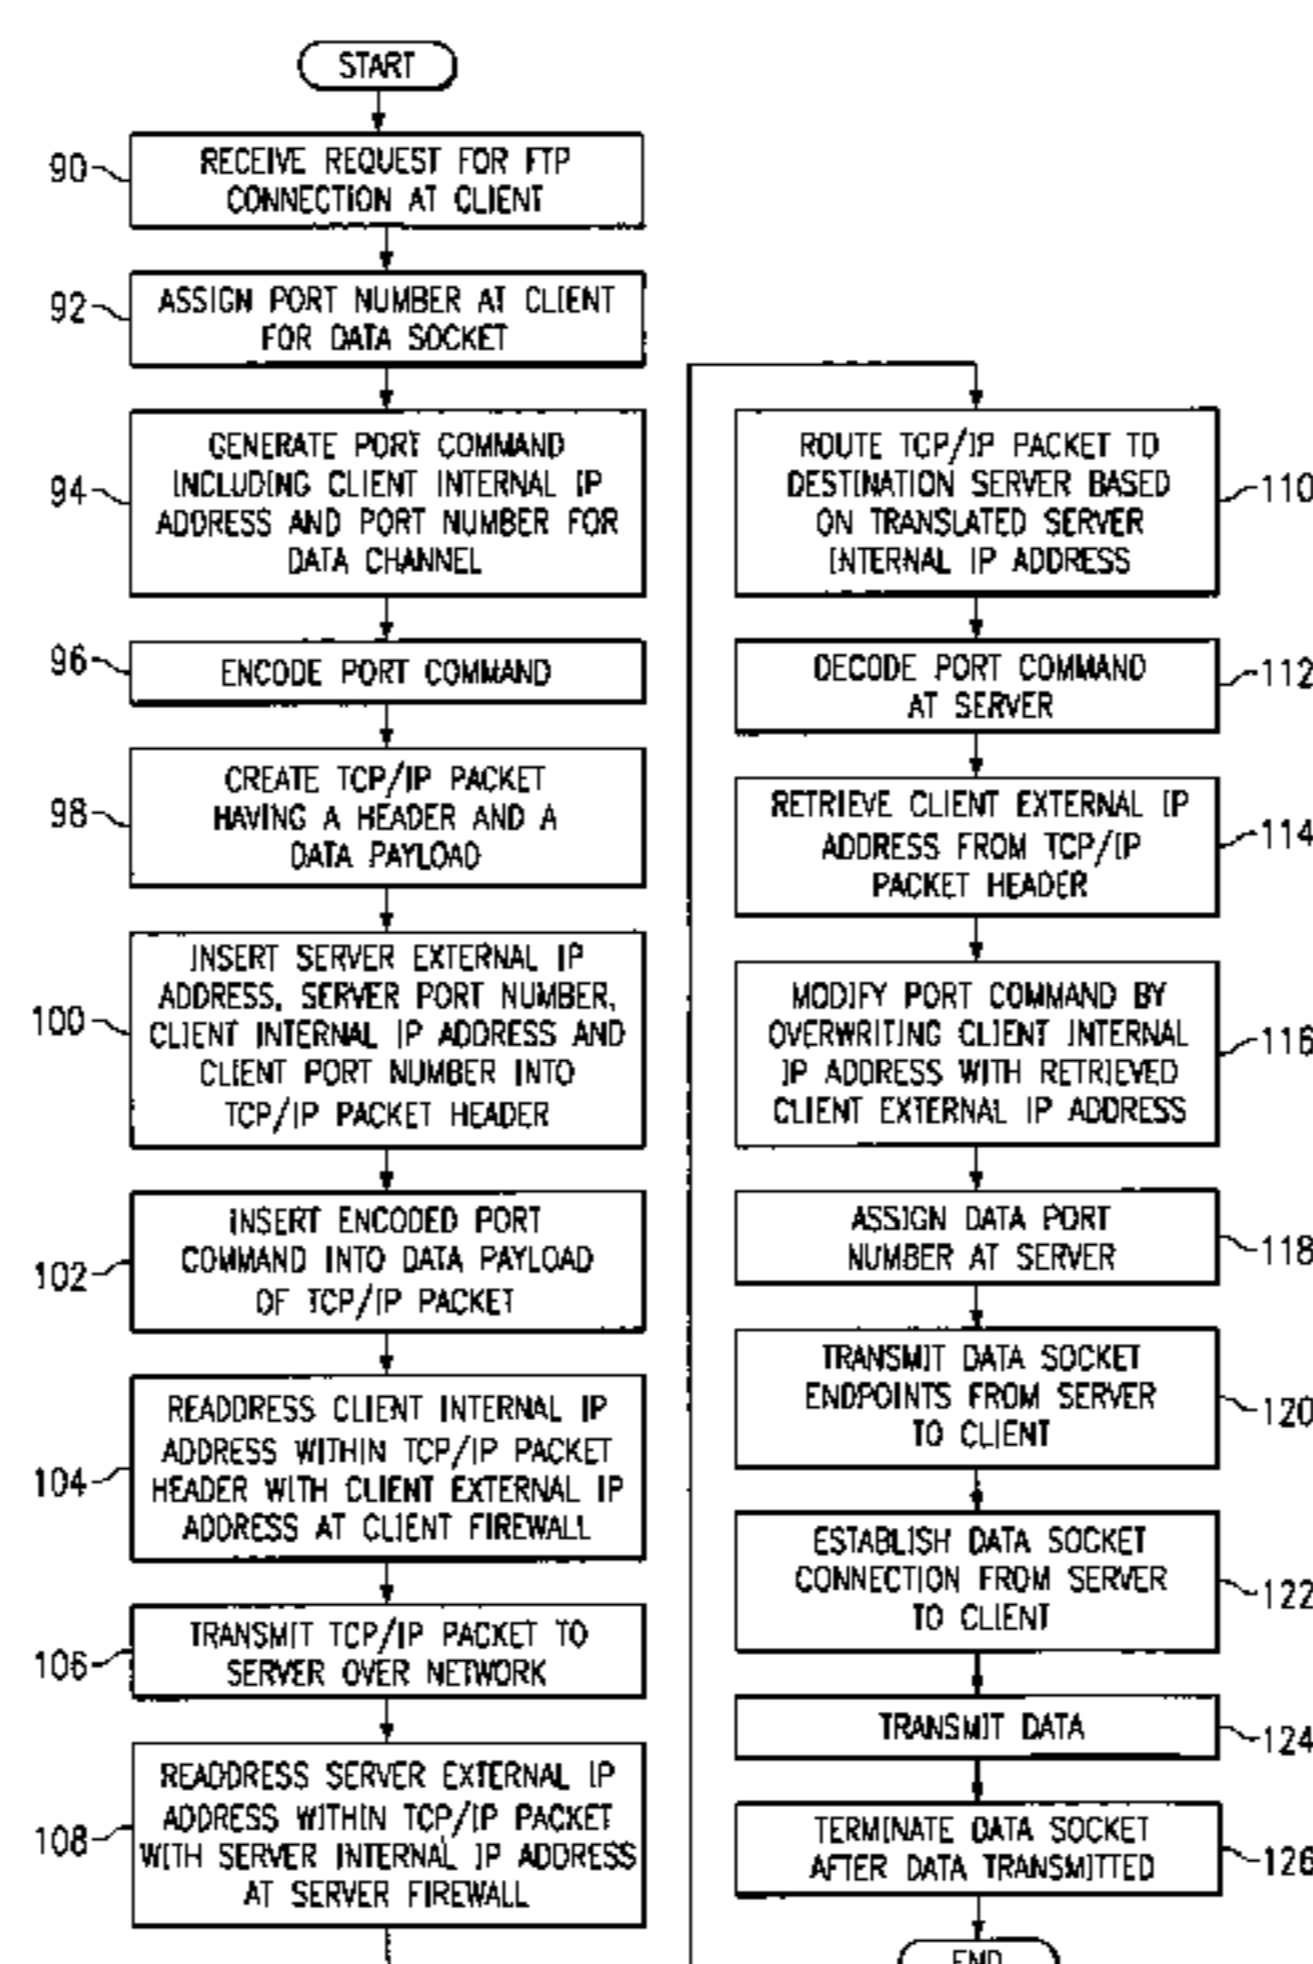 START
90
RECEIVE REQUEST FOR FTP
CONNECTION AT CLIENT
92
ASSIGN PORT NUMBER AT CLIENT
FOR DATA SOCKET
94
GENERATE PORT COMMAND
INCLUDING CLIENT INTERNAL IP
ADDRESS AND PORT NUMBER FOR
DATA CHANNEL
96
ENCODE PORT COMMAND
98
CREATE TCP/IP PACKET
HAVING A HEADER AND A
DATA PAYLOAD
100
INSERT SERVER EXTERNAL IP
ADDRESS, SERVER PORT NUMBER,
CLIENT INTERNAL IP ADDRESS AND
CLIENT PORT NUMBER INTO
TCP/IP PACKET HEADER
102
INSERT ENCODED PORT
COMMAND INTO DATA PAYLOAD
OF TCP/IP PACKET
104
READDRESS CLIENT INTERNAL IP
ADDRESS WITHIN TCP/IP PACKET
HEADER WITH CLIENT EXTERNAL IP
ADDRESS AT CLIENT FIREWALL
106
TRANSMIT TCP/IP PACKET TO
SERVER OVER NETWORK
108
READDRESS SERVER EXTERNAL IP
ADDRESS WITHIN TCP/IP PACKET
WITH SERVER INTERNAL IP ADDRESS
AT SERVER FIREWALL
ROUTE TCP/IP PACKET TO
DESTINATION SERVER BASED
ON TRANSLATED SERVER
INTERNAL IP ADDRESS
110
DECODE PORT COMMAND
AT SERVER
112
RETRIEVE CLIENT EXTERNAL IP
ADDRESS FROM TCP/IP
PACKET HEADER
114
MODIFY PORT COMMAND BY
OVERWRITING CLIENT INTERNAL
IP ADDRESS WITH RETRIEVED
CLIENT EXTERNAL IP ADDRESS
116
ASSIGN DATA PORT
NUMBER AT SERVER
118
TRANSMIT DATA SOCKET
ENDPOINTS FROM SERVER
TO CLIENT
120
ESTABLISH DATA SOCKET
CONNECTION FROM SERVER
TO CLIENT
122
TRANSMIT DATA
124
TERMINATE DATA SOCKET
AFTER DATA TRANSMITTED
126
END